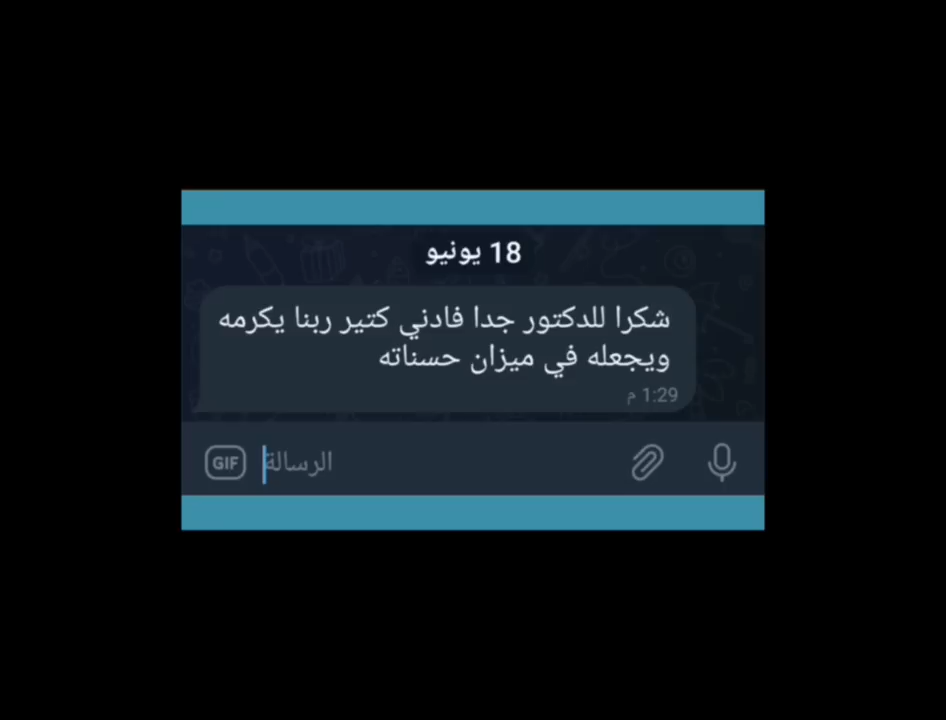 18 يونيو
شكرا للدكتور جدا فادني كتير ربنا يكرمه
ويجعله في ميزان حسناته
1:29 م
الرسالة
GIF